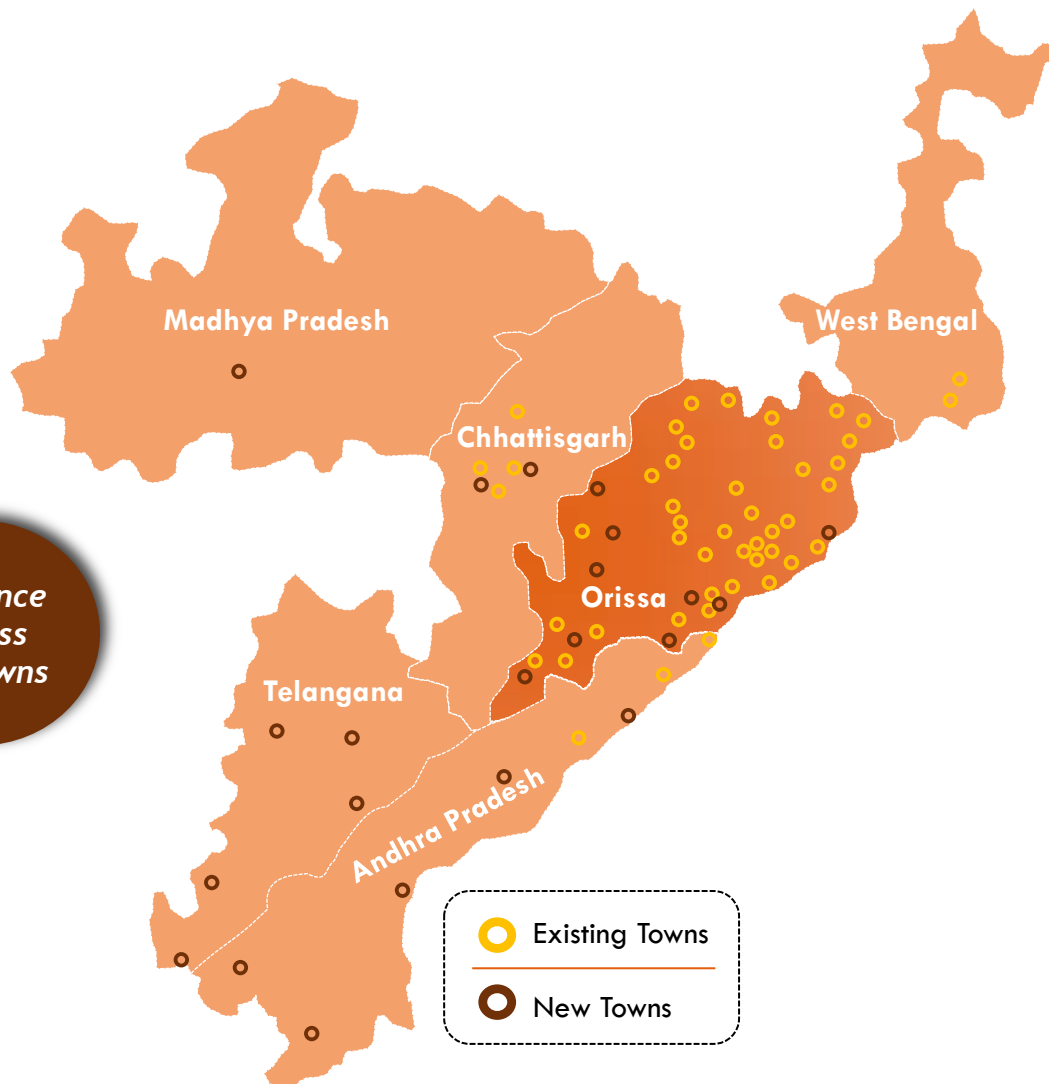 Madhya Pradesh
West Bengal
Chhattisgarh
Orissa
Telangana
Andhra Pradesh
Existing Towns
New Towns